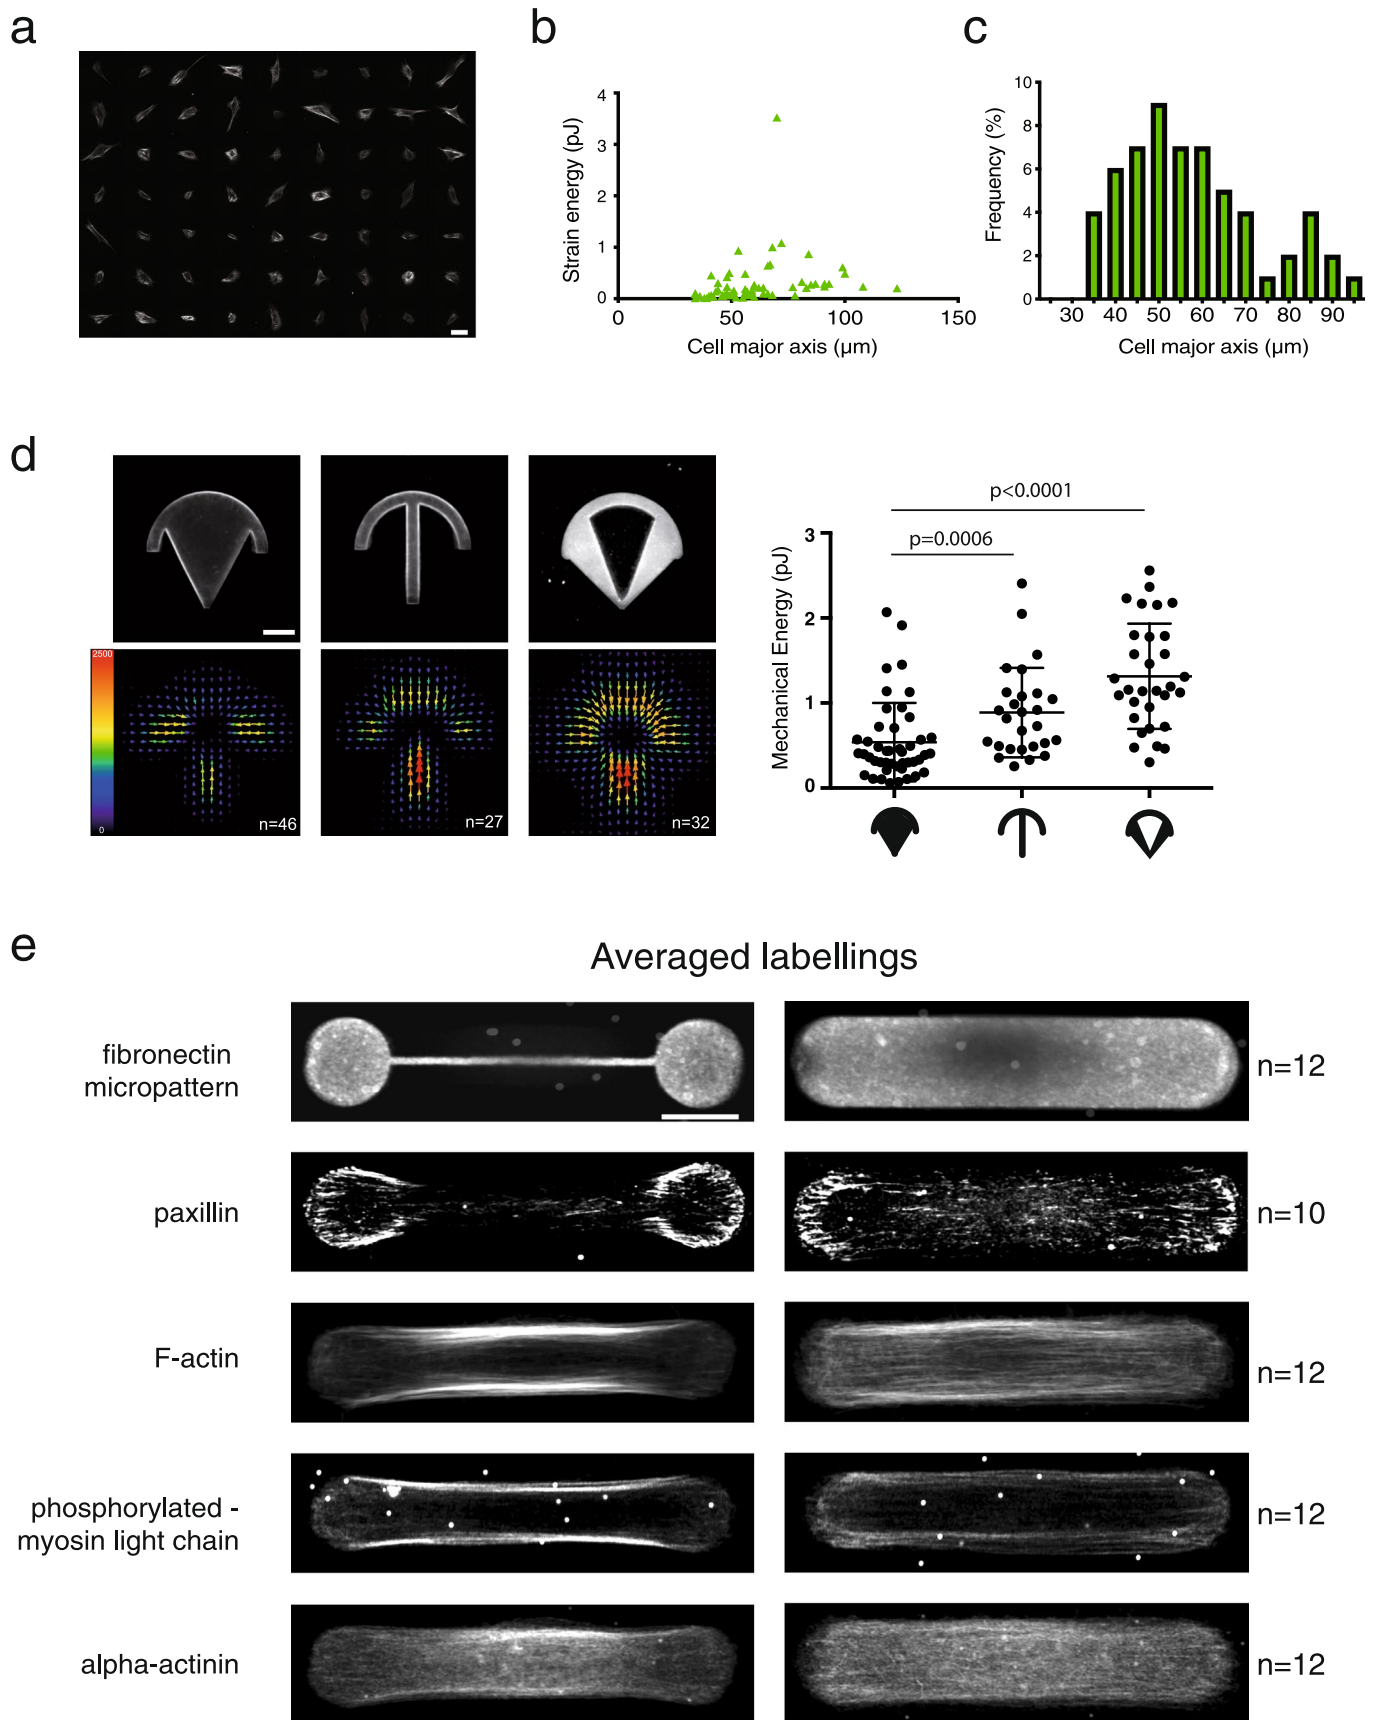 a
b
c
4
3
2
1
0
Strain energy (pJ)
0
50
100
150
Cell major axis (µm)
10
8
6
4
2
0
Frequency (%)
30
40
50
60
70
80
90
Cell major axis (µm)
d
2500
0
n=46
n=27
n=32
p<0.0001
p=0.0006
3
2
1
0
Mechanical Energy (pJ)
e
Averaged labellings
fibronectin
micropattern
n=12
paxillin
n=10
F-actin
n=12
phosphorylated -
myosin light chain
n=12
alpha-actinin
n=12